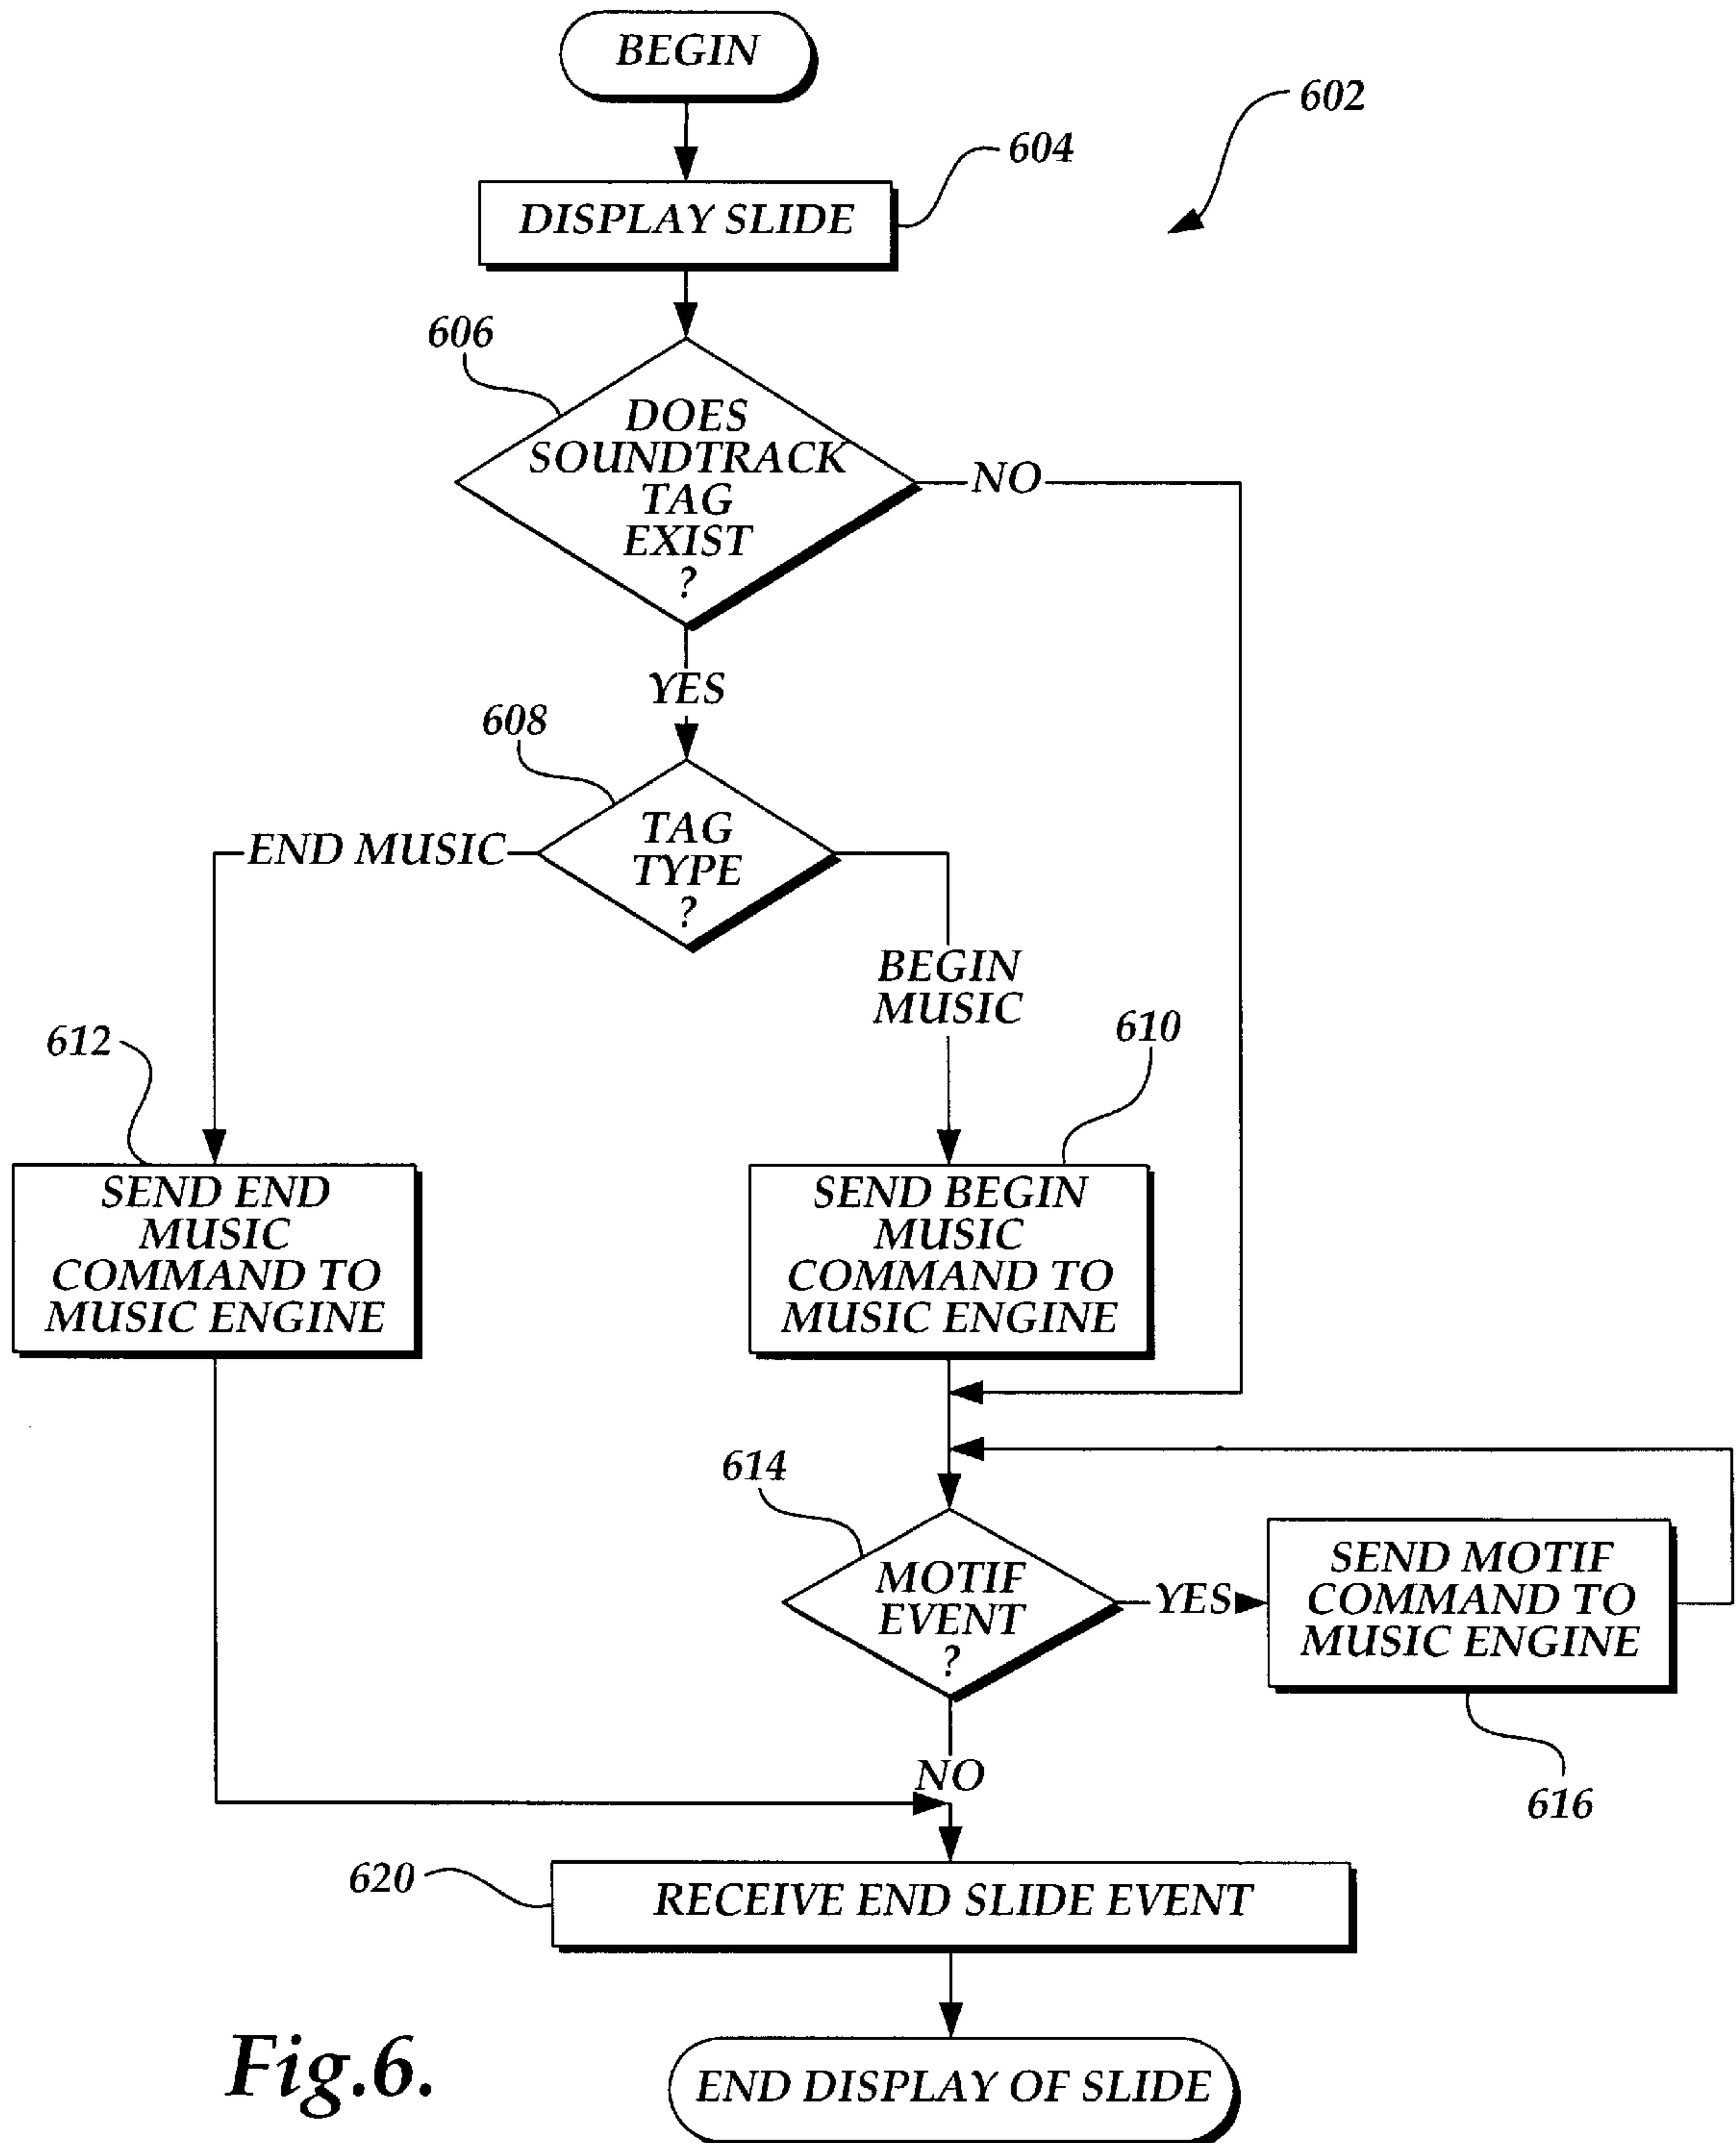 BEGIN
602
604
DISPLAY SLIDE
606
DOES
SOUNDTRACK
TAG
EXIST
?
NO
YES
608
TAG
TYPE
?
END MUSIC
BEGIN
MUSIC
612
610
SEND END
MUSIC
COMMAND TO
MUSIC ENGINE
SEND BEGIN
MUSIC
COMMAND TO
MUSIC ENGINE
614
MOTIF
EVENT
?
YES
SEND MOTIF
COMMAND TO
MUSIC ENGINE
NO
616
620
RECEIVE END SLIDE EVENT
Fig.6.
END DISPLAY OF SLIDE